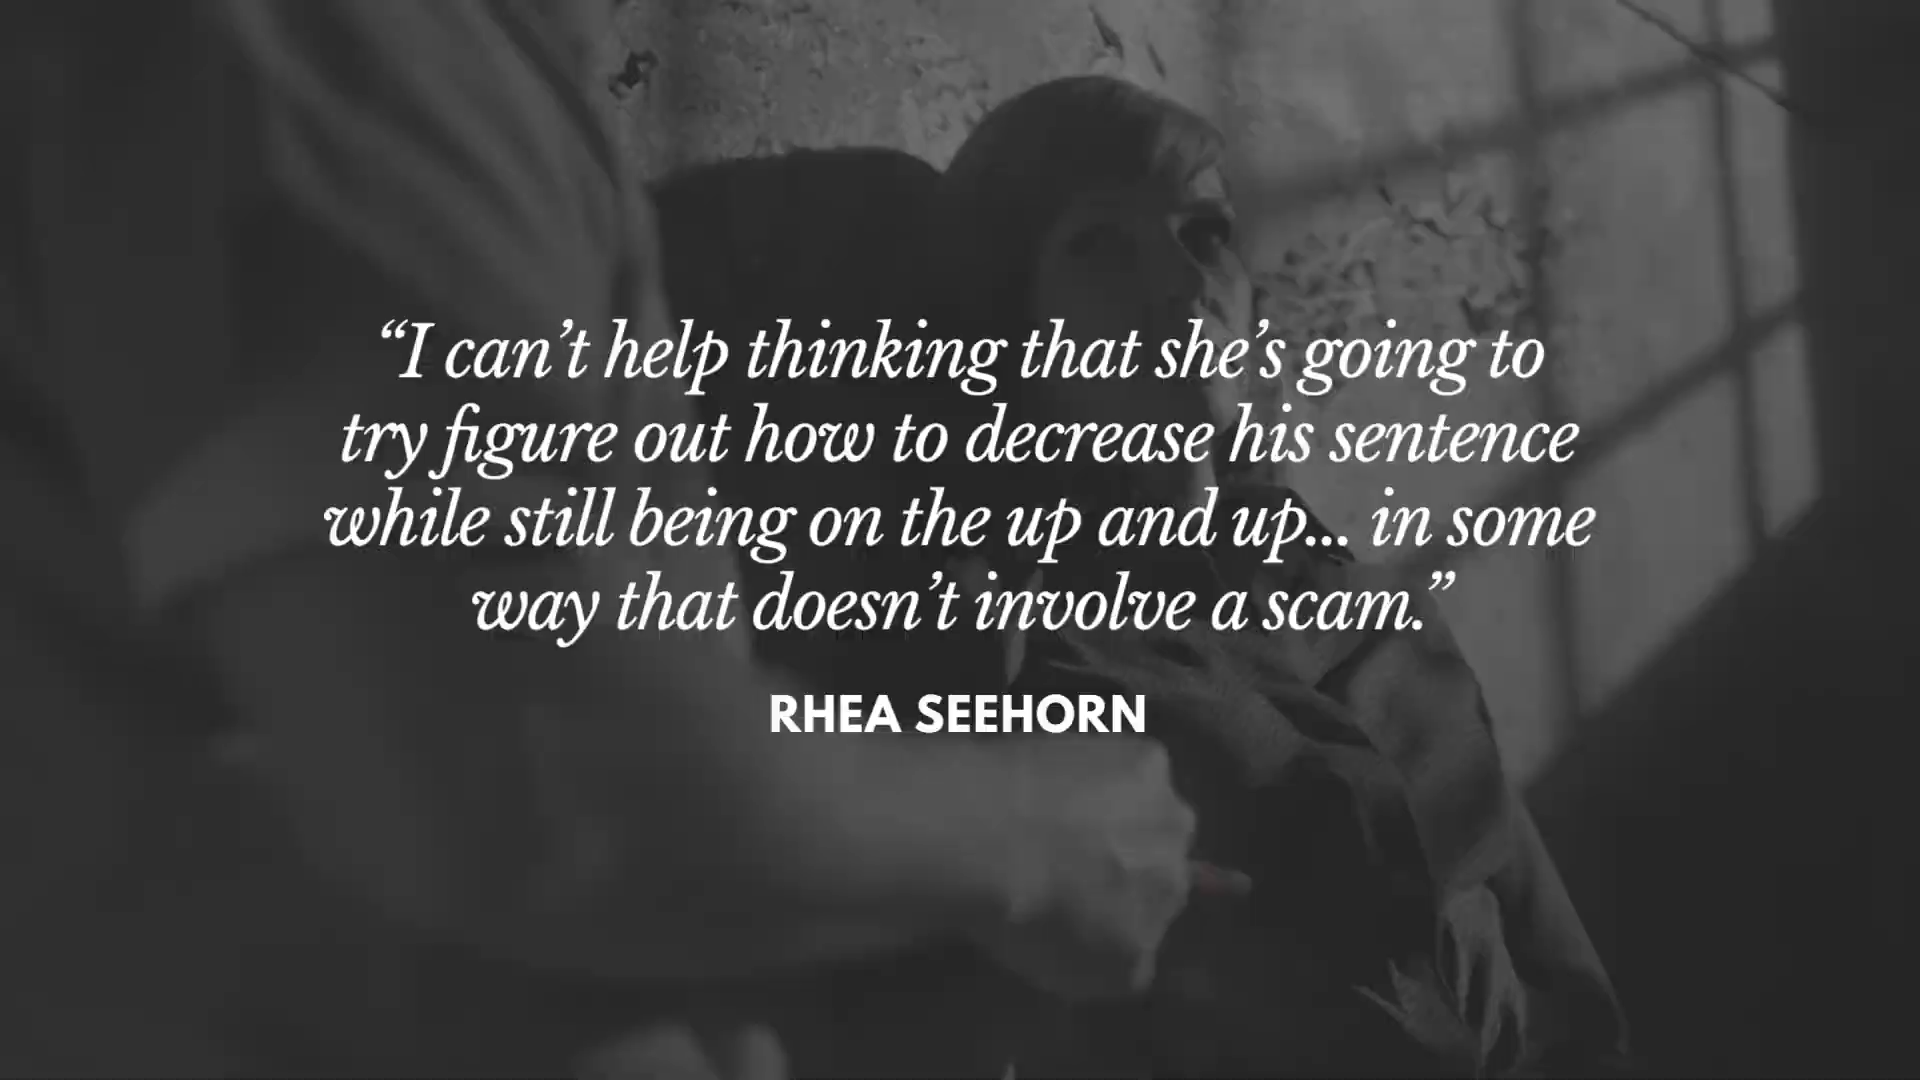 “I can’t help thinking that she’s going to
try figure out how to decrease his sentence
while still being on the up and up... in some
way that doesn’t involve a scam.”
RHEA SEEHORN